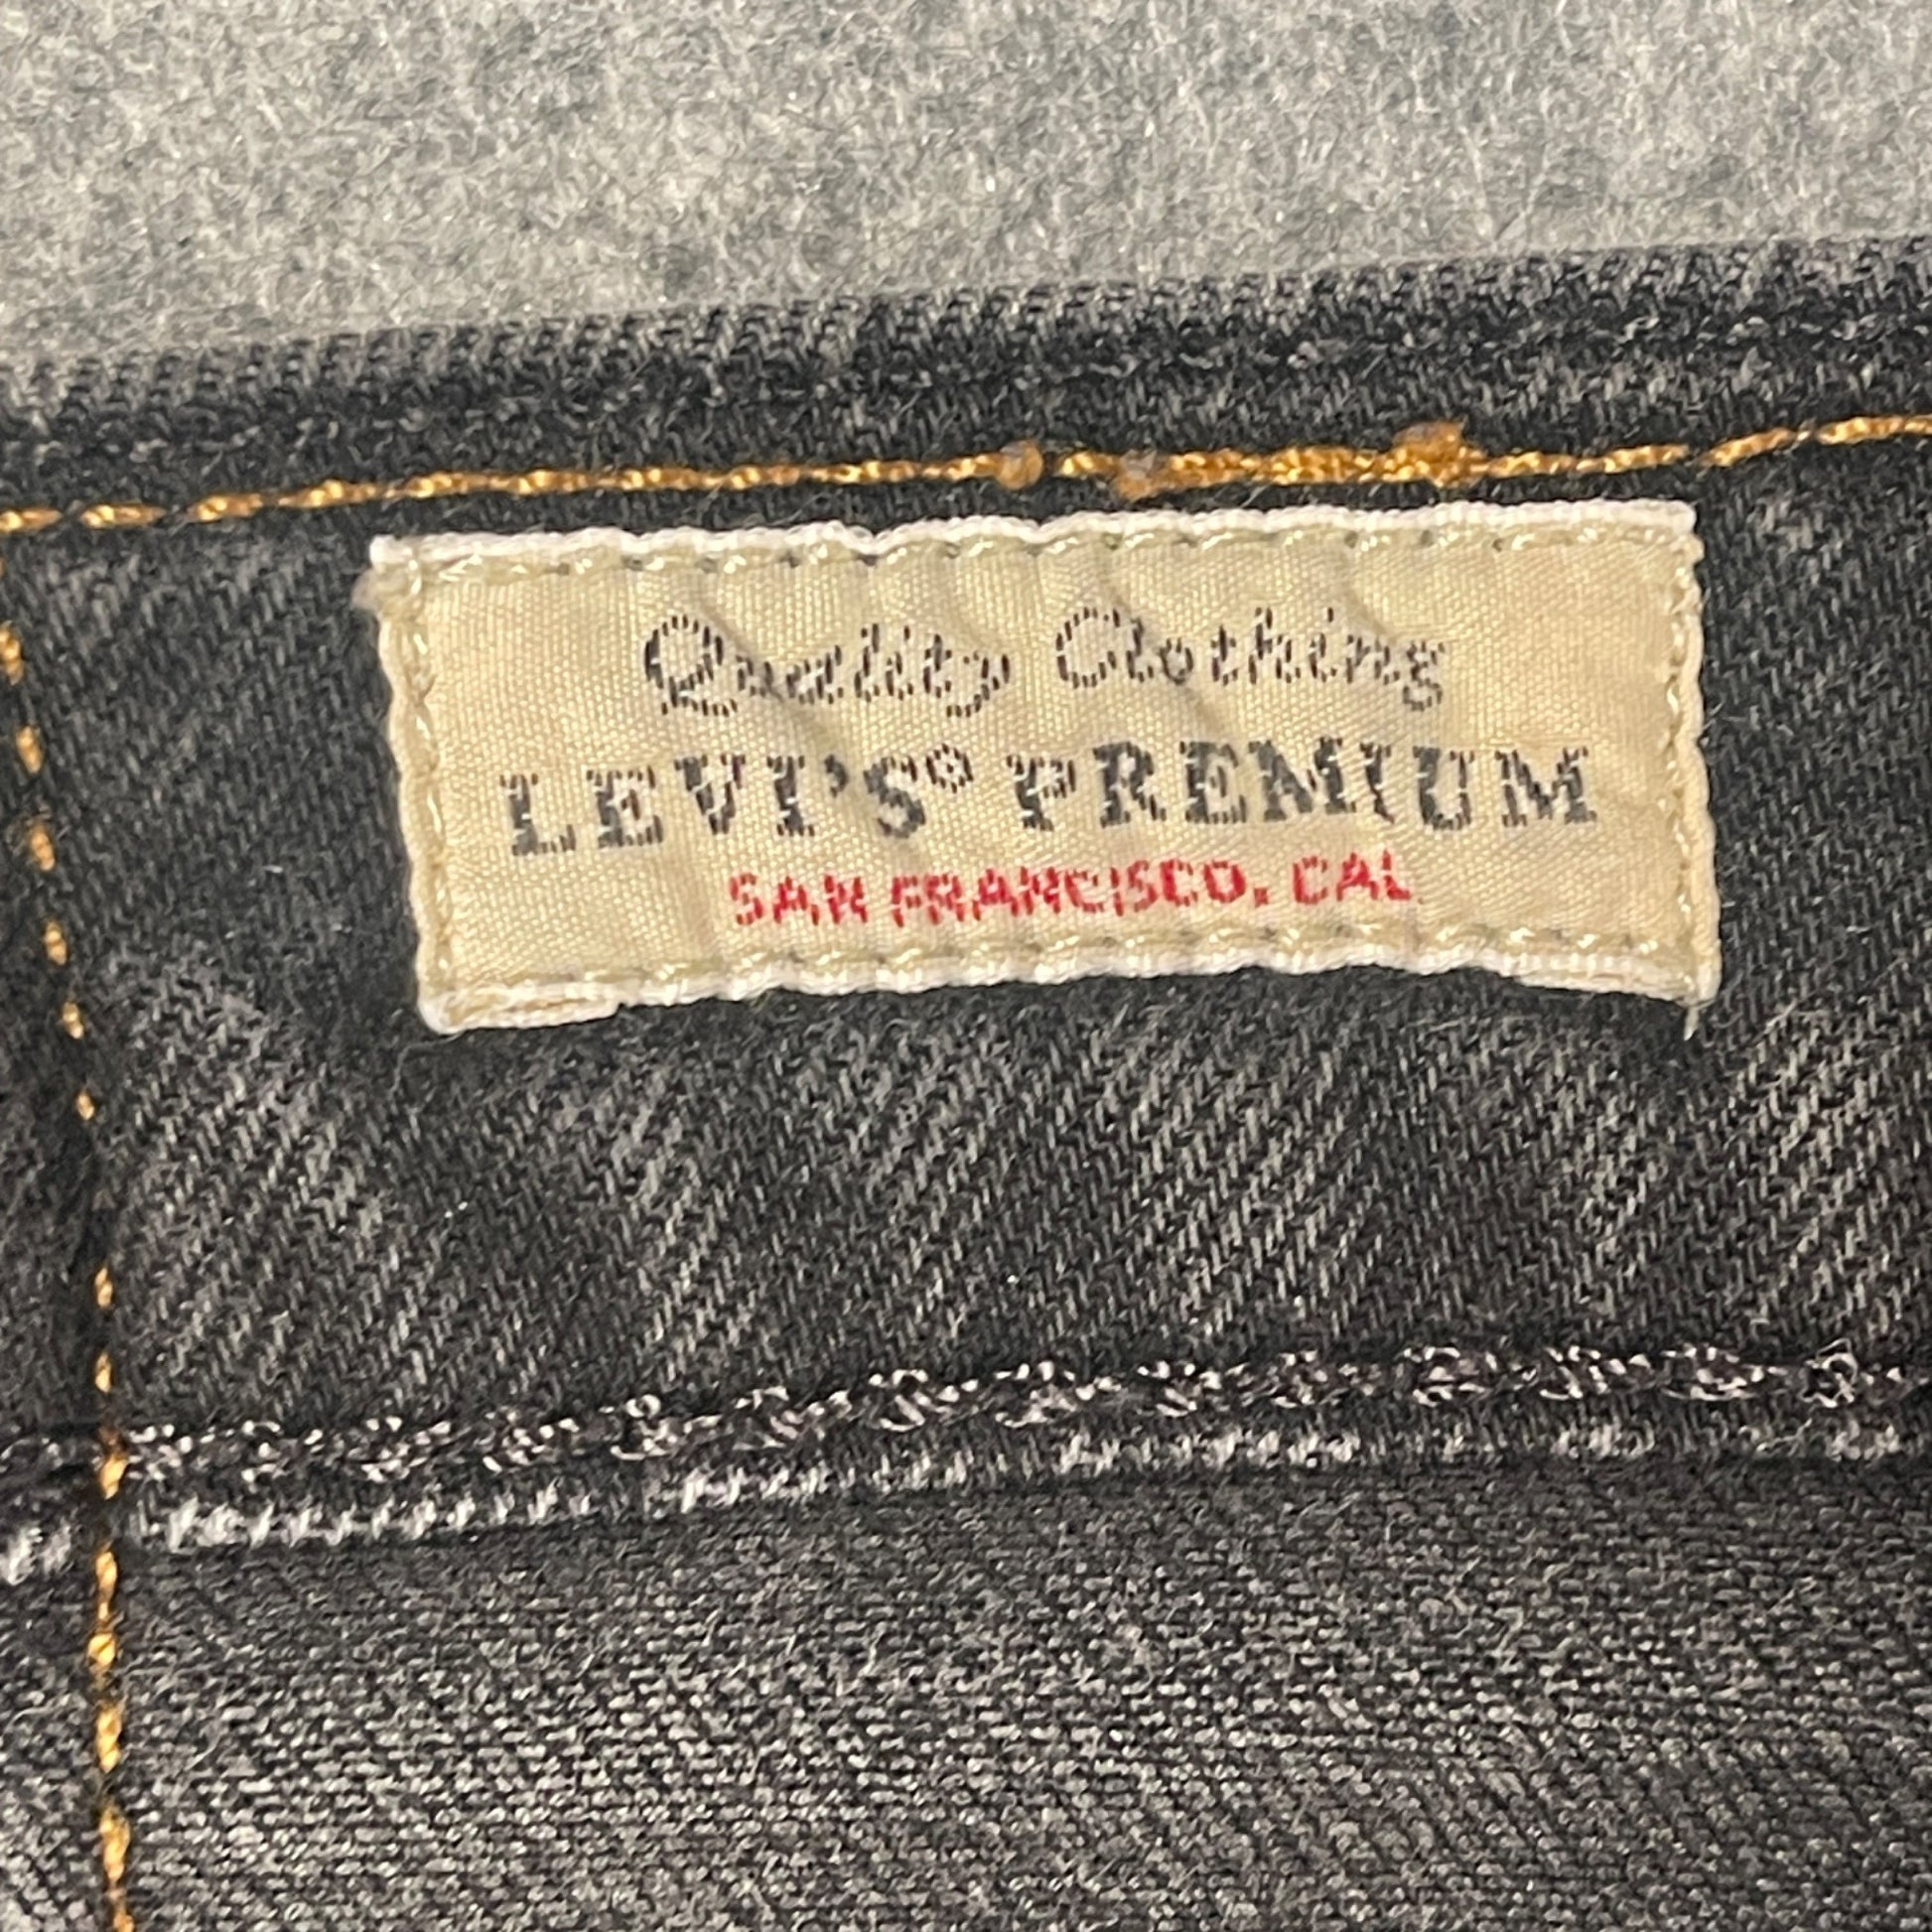 Quality Clothing
LEVI'S® PREMIUM
SAN FRANCISCO, CAL